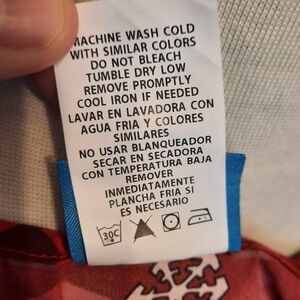 MACHINE WASH COLD
WITH SIMILAR COLORS
DO NOT BLEACH
TUMBLE DRY LOW
REMOVE PROMPTLY
COOL IRON IF NEEDED
LAVAR EN LAVADORA CON
AGUA FRIA Y COLORES
SIMILARES
NO USAR BLANQUEADOR
SECAR EN SECADORA
CON TEMPERATURA BAJA
REMOVER
INMEDIATAMENTE
PLANCHA FRIA SI
ES NECESARIO
30C